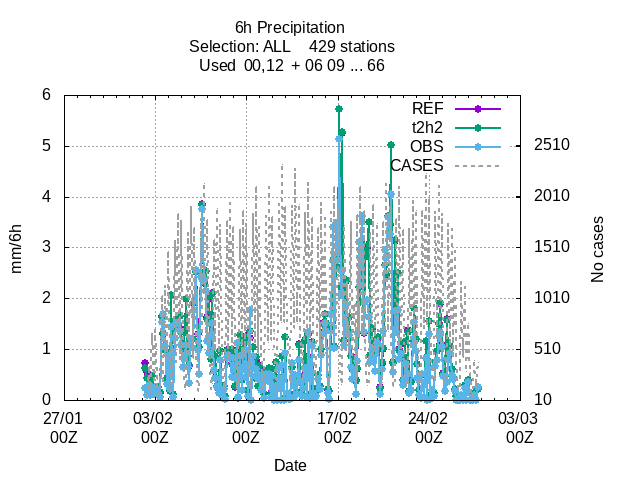 6h Precipitation
Selection: ALL 429 stations
Used 00,12 + 06 09 ... 66
REF
t2h2
OBS
CASES
6
5
4
3
2
1
0
mm/6h
2510
2010
1510
1010
510
10
No cases
27/01 03/02 10/02 17/02 24/02 03/03
00Z 00Z 00Z 00Z 00Z 00Z
Date